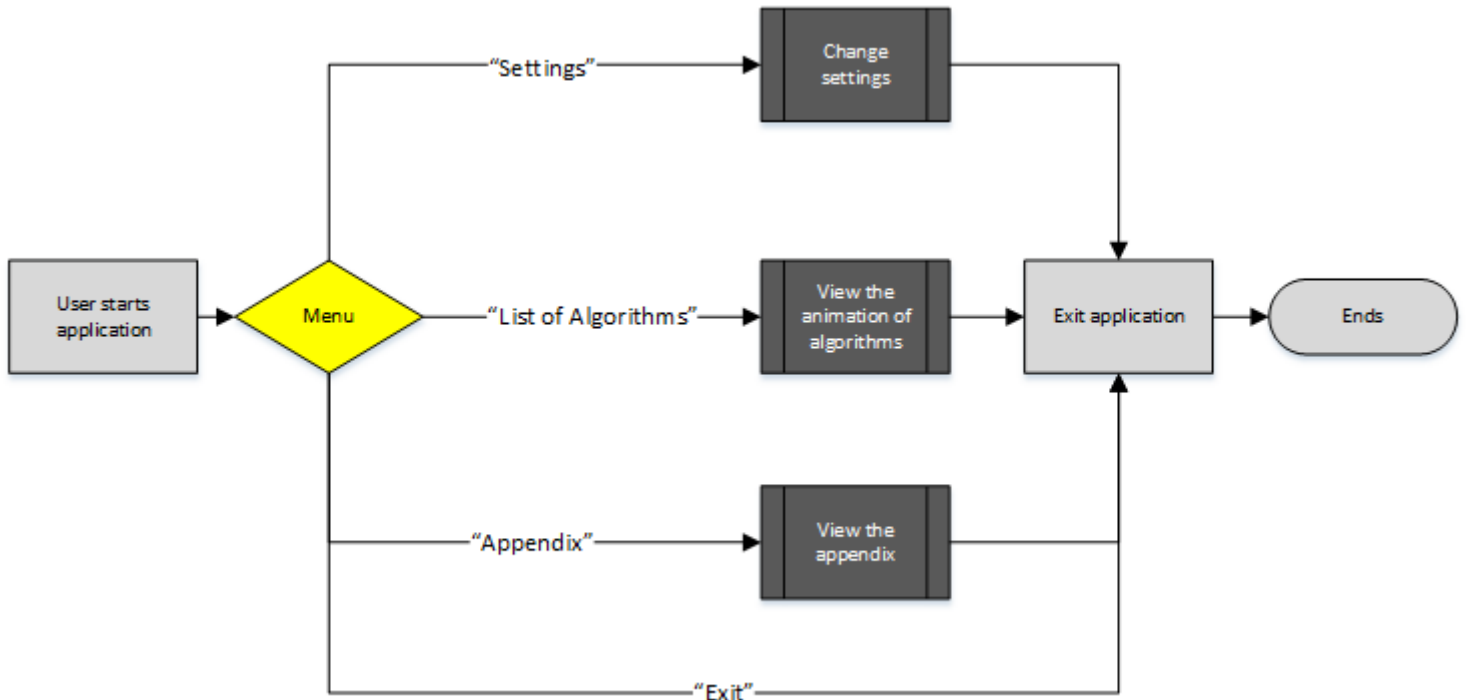 “Settings”
Change
settings
User starts
application
Menu
“List of Algorithms”
View the
animation of
algorithms
Exit application
Ends
“Appendix”
View the
appendix
“Exit”